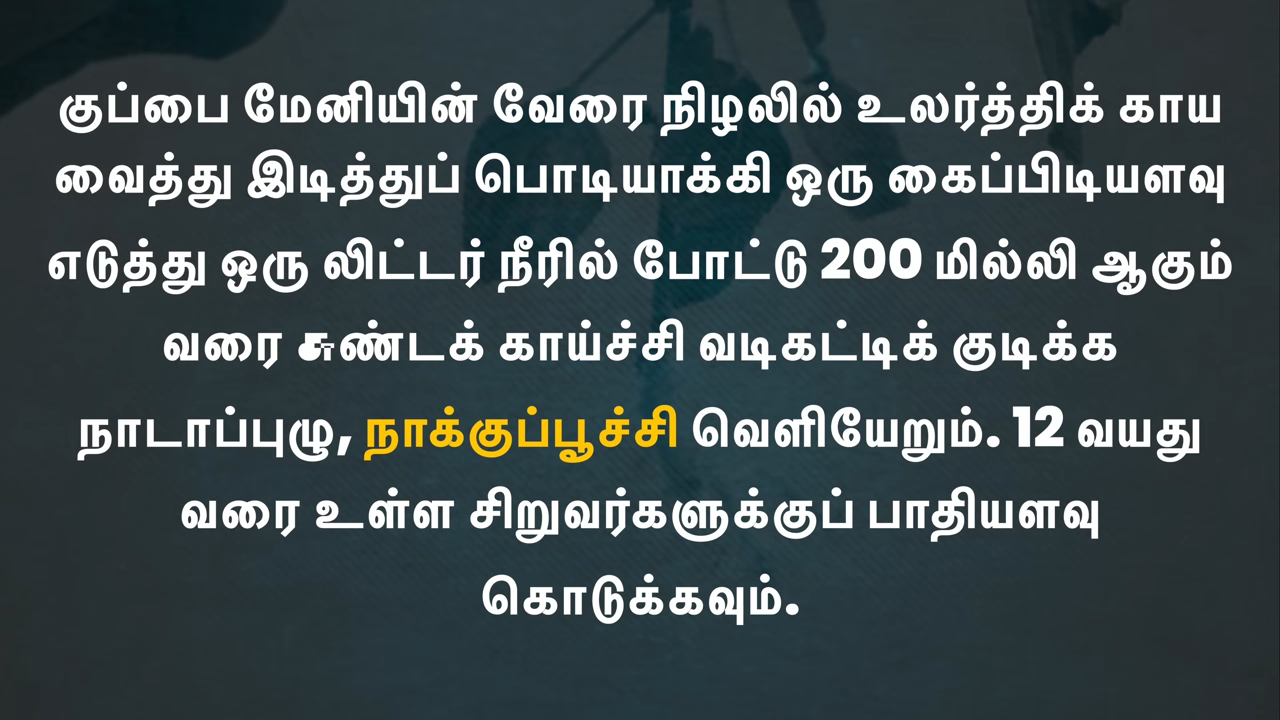 குப்பை மேனியின் வேரை நிழலில் உலர்த்திக் காய
வைத்து இடித்துப் பொடியாக்கி ஒரு கைப்பிடியளவு
எடுத்து ஒரு லிட்டர் நீரில் போட்டு 200 மில்லி ஆகும்
வரை சுண்டக் காய்ச்சி வடிகட்டிக் குடிக்க
நாடாப்புழு, நாக்குப்பூச்சி வெளியேறும். 12 வயது
வரை உள்ள சிறுவர்களுக்குப் பாதியளவு
கொடுக்கவும்.